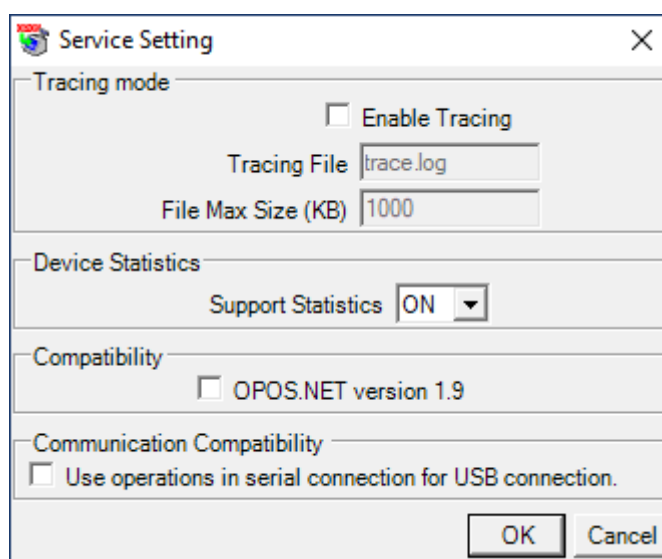 Service Setting
Tracing mode
Enable Tracing
Tracing File trace.log
File Max Size (KB) 1000
Device Statistics
Support Statistics ON
Compatibility
OPOS.NET version 1.9
Communication Compatibility
Use operations in serial connection for USB connection.
OK Cancel